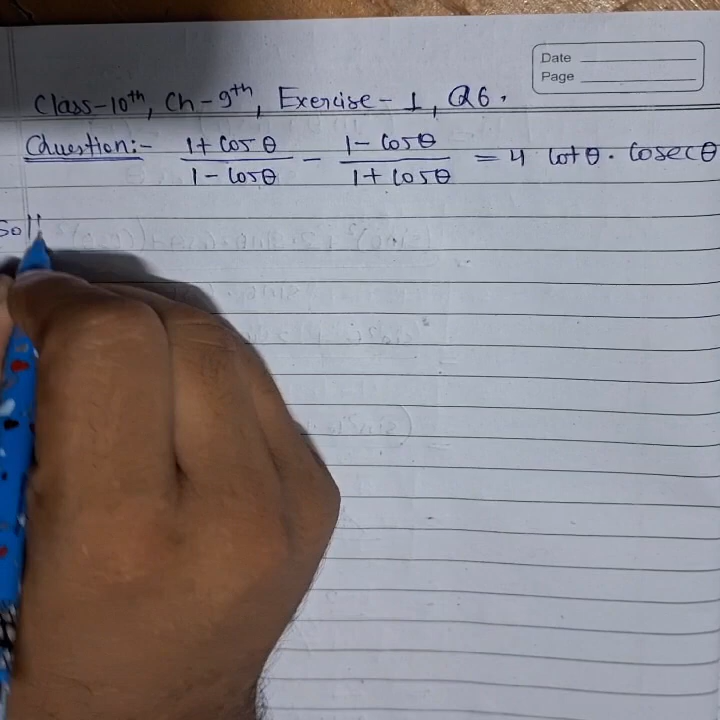 Date
Page
Class-10th, Ch-9th, Exercise-1, Q6.
Question:- (1+cosθ)/(1-cosθ) - (1-cosθ)/(1+cosθ) = 4 cotθ. cosecθ
Sol